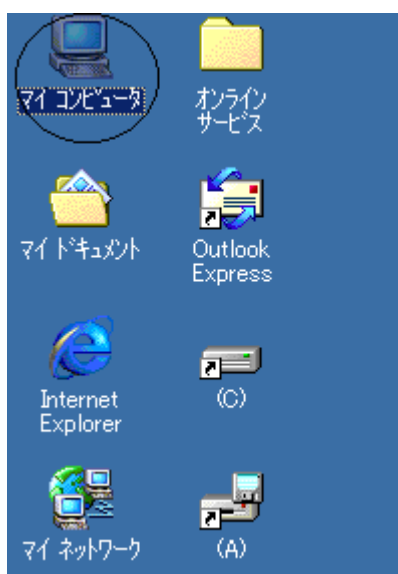 マイ コンピュータ
オンライン
サービス
マイ ドキュメント
Outlook
Express
Internet
Explorer
(C)
マイ ネットワーク
(A)